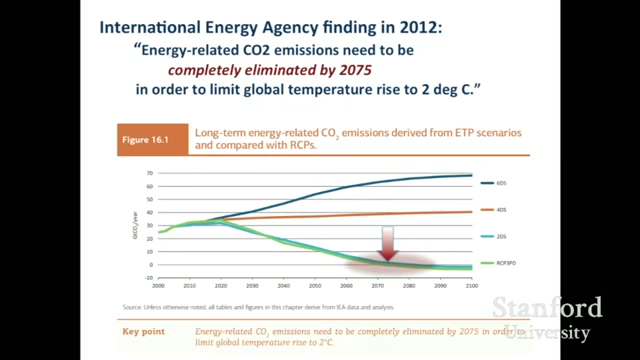 International Energy Agency finding in 2012:
“Energy-related CO2 emissions need to be
completely eliminated by 2075
in order to limit global temperature rise to 2 deg C.”
Figure 16.1
Long-term energy-related CO2 emissions derived from ETP scenarios
and compared with RCPs.
GtCO2/year
70
60
50
40
30
20
10
0
-10
2000
2010
2020
2030
2040
2050
2060
2070
2080
2090
2100
6DS
4DS
2DS
RCP3PD
Source: Unless otherwise noted, all tables and figures in this chapter derive from IEA data and analysis.
Key point
Energy-related CO2 emissions need to be completely eliminated by 2075 in order to
limit global temperature rise to 2°C.
Stanford
University